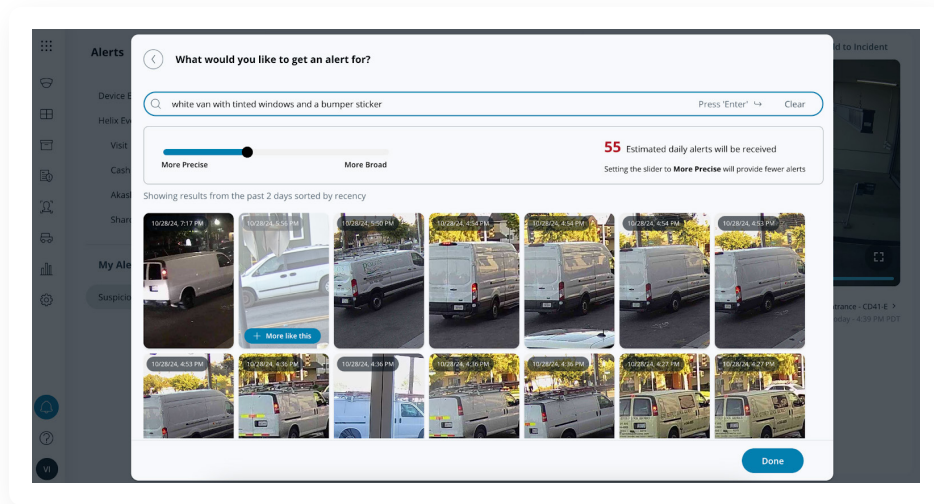 Alerts
What would you like to get an alert for?
ld to Incident
white van with tinted windows and a bumper sticker
Press 'Enter'
Clear
Device E
Helix Eve
Visit
Cash
Akas
Shar
My Ale
Suspicio
55 Estimated daily alerts will be received
More Precise
More Broad
Setting the slider to More Precise will provide fewer alerts
Showing results from the past 2 days sorted by recency
10/28/24, 7:17 PM
5:56 PM
10/28/24, 5:50 PM
10/28/24, 4:54 PM
10/28/24, 4:54 PM
10/28/24, 4:54 PM
10/28/24, 4:53 PM
+ More like this
trance - CD41-E >
day - 4:39 PM PDT
10/28/24, 4:53 PM
10/28/24, 4:36 PM
10/28/24, 4:36 PM
10/28/24, 4:36 PM
10/28/24, 4:36 PM
10/28/24, 4:27 PM
10/28/24, 4:27 PM
VI
Done